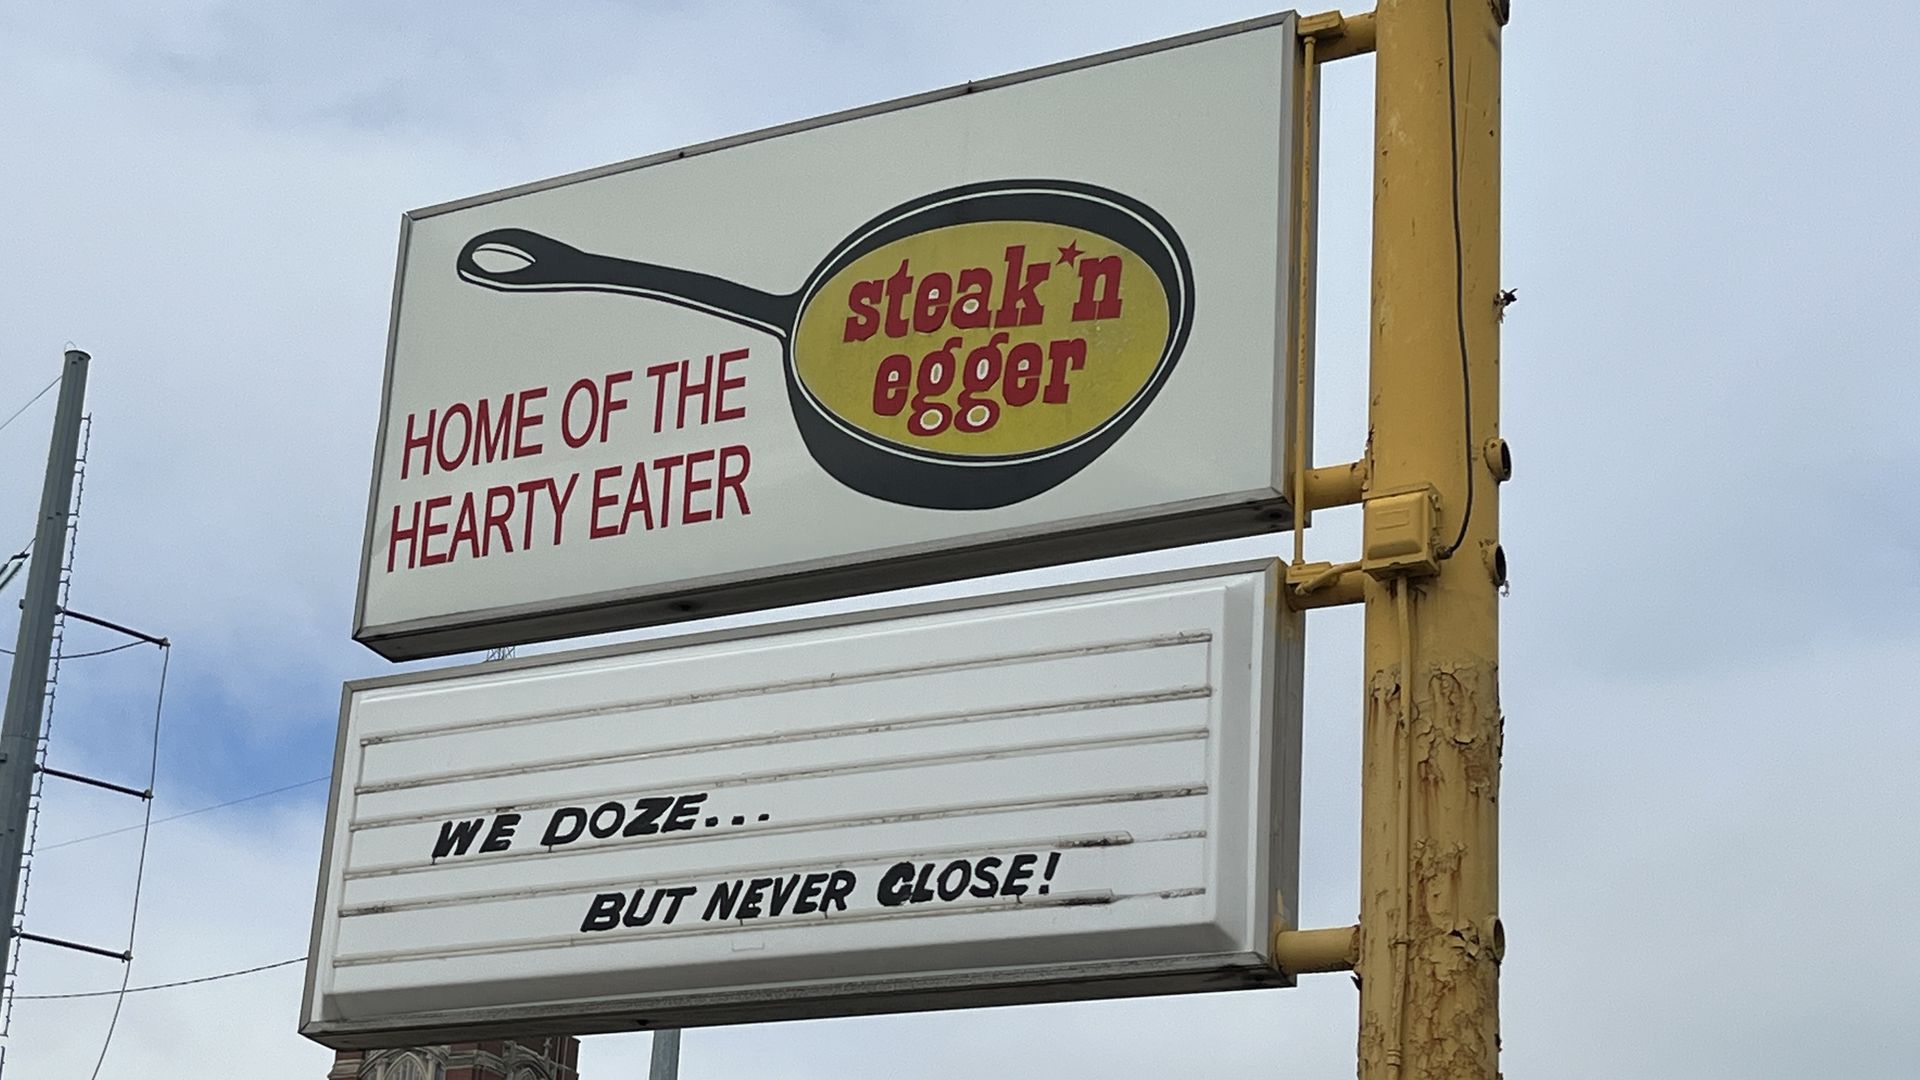 steak*n
egger
HOME OF THE
HEARTY EATER
WE DOZE...
BUT NEVER CLOSE!